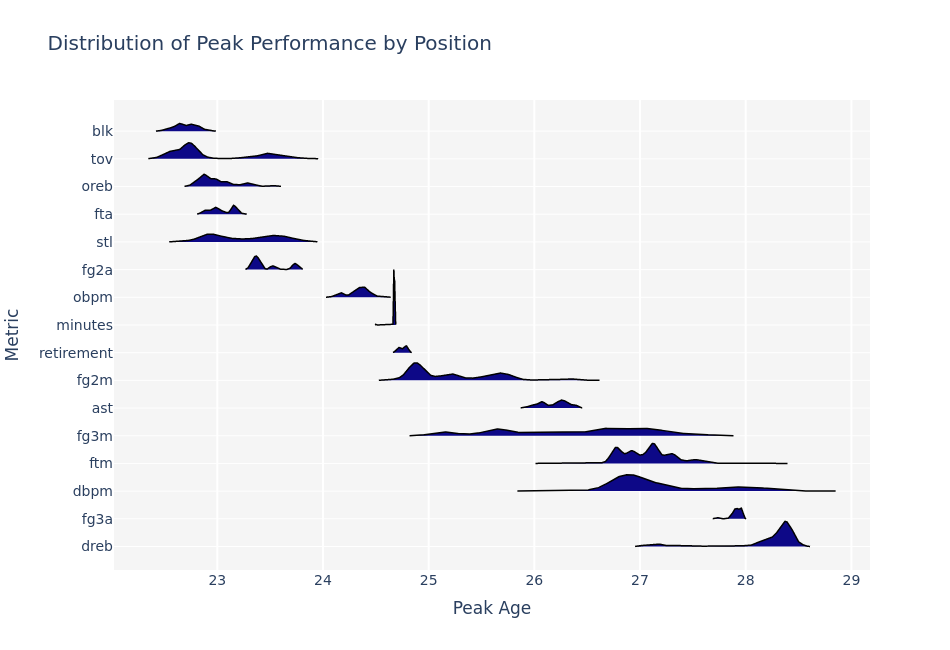 Distribution of Peak Performance by Position
blk
tov
oreb
fta
stl
fg2a
obpm
minutes
retirement
fg2m
ast
fg3m
ftm
dbpm
fg3a
dreb
Metric
23 24 25 26 27 28 29
Peak Age